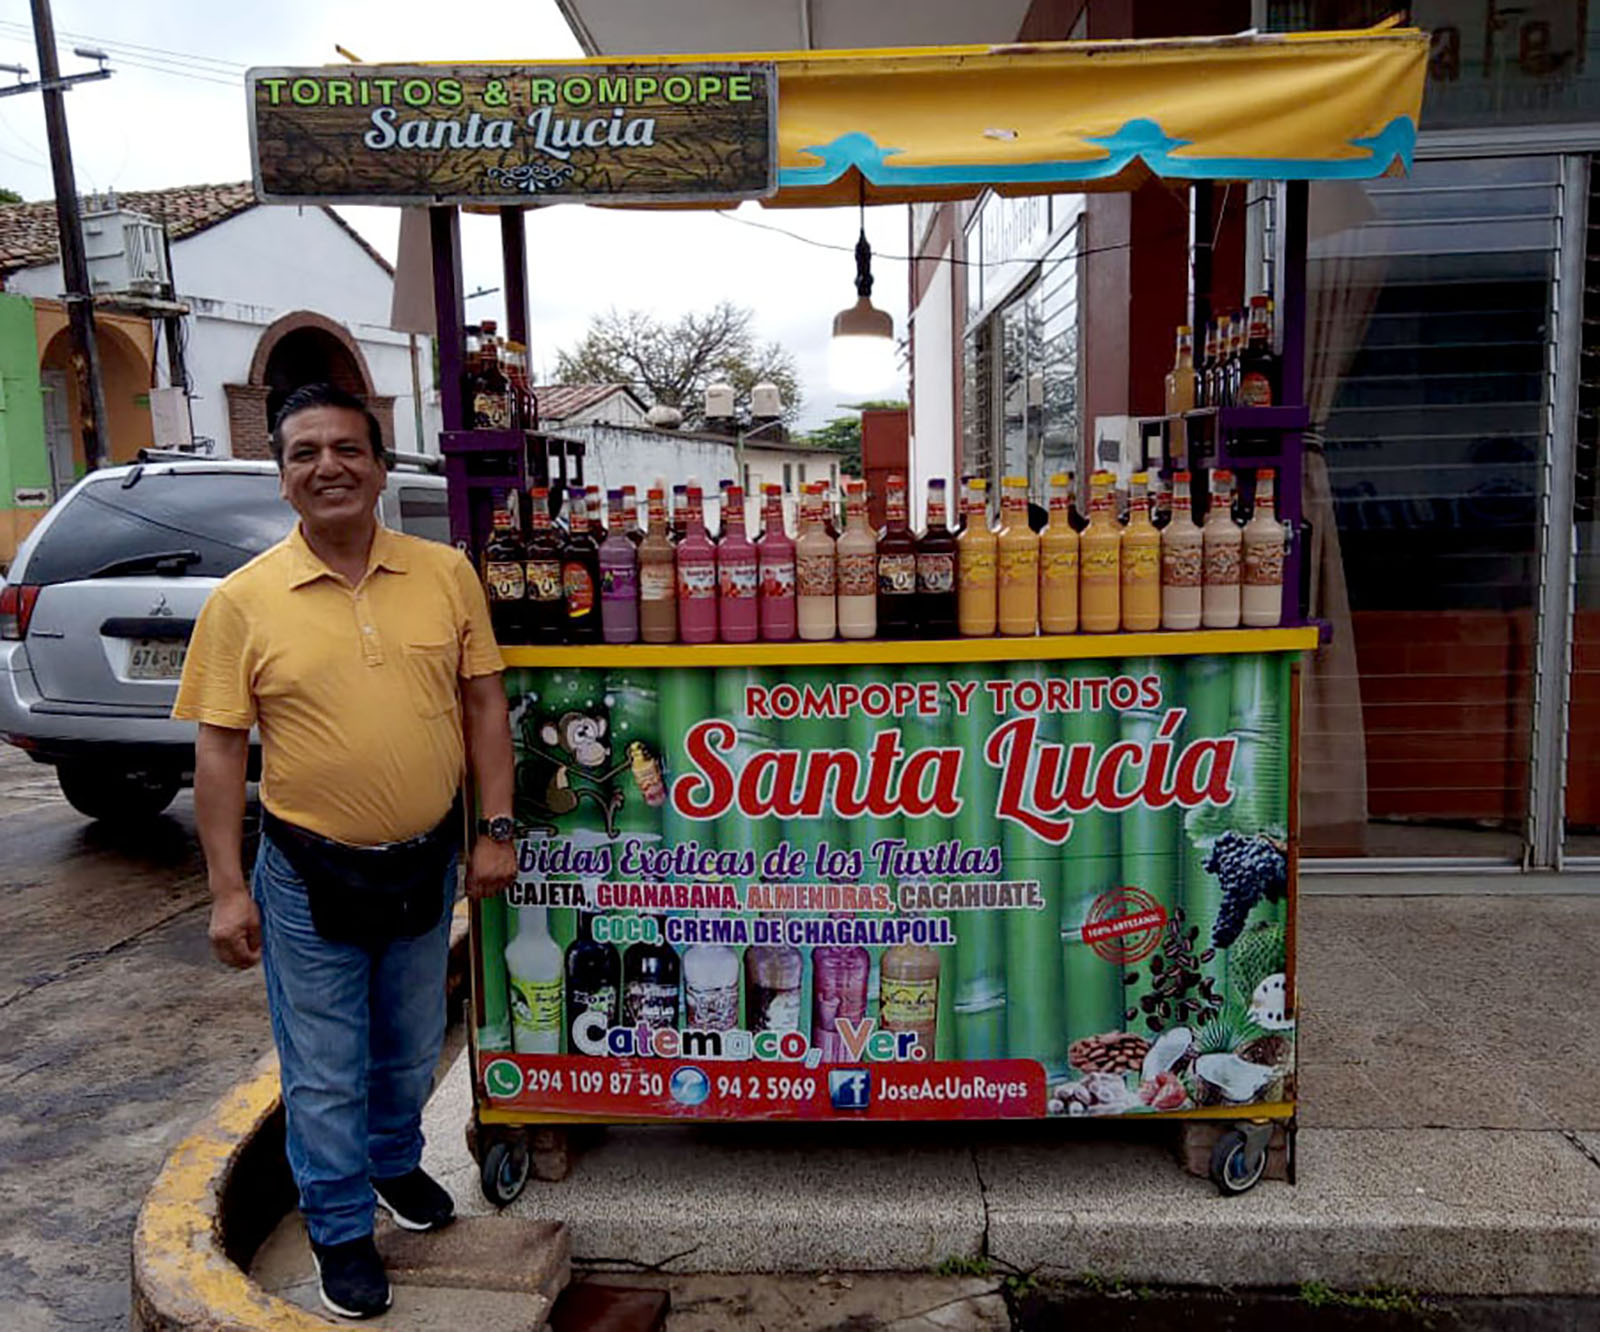 TORITOS & ROMPOPE
Santa Lucia
ROMPOPE Y TORITOS
Santa Lucía
bidas Exoticas de los Tuxtlas
CAJETA, GUANABANA, ALMENDRAS, CACAHUATE,
COCO, CREMA DE CHAGALAPOLI.
100% ARTESANAL
Catemaco, Ver.
294 109 87 50 94 2 5969 JoseAcUaReyes